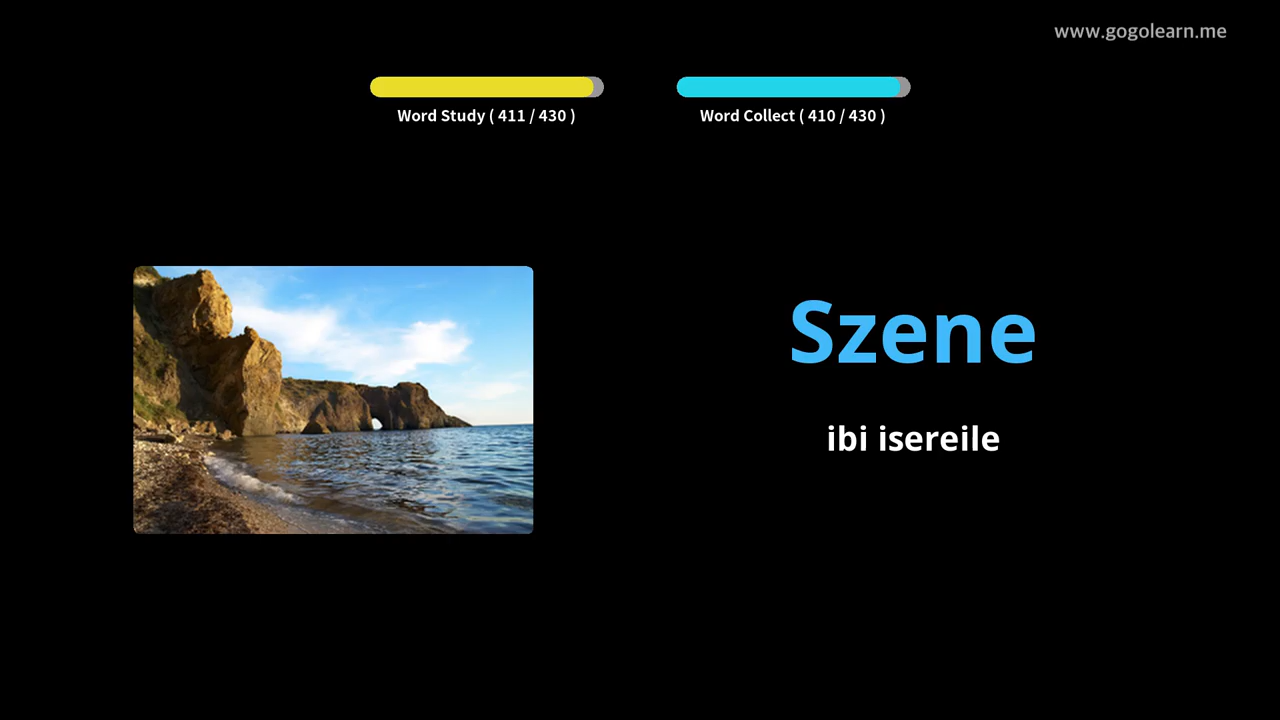 www.gogolearn.me
Word Study ( 411 / 430 )
Word Collect ( 410 / 430 )
Szene
ibi isereile